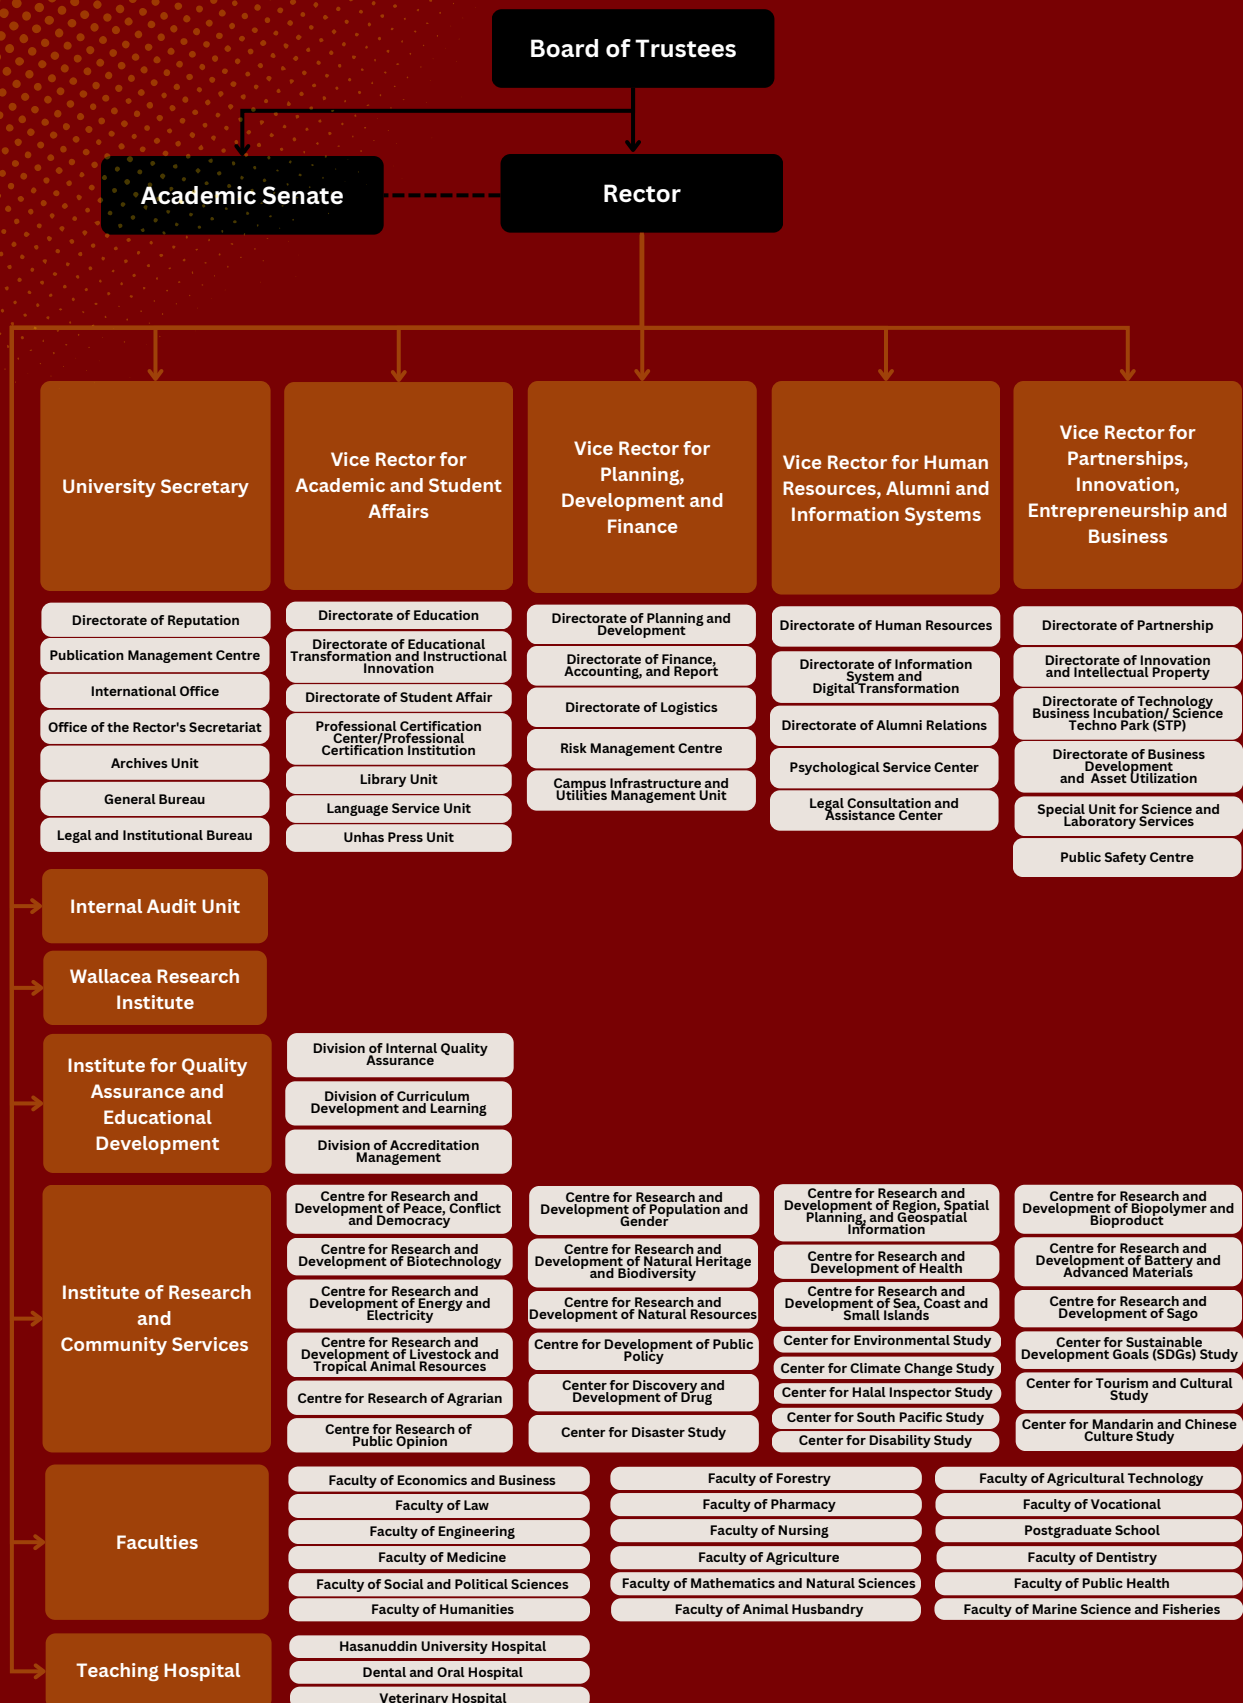 Board of Trustees
Academic Senate
Rector
University Secretary
Vice Rector for
Academic and Student
Affairs
Vice Rector for
Planning,
Development and
Finance
Vice Rector for Human
Resources, Alumni and
Information Systems
Vice Rector for
Partnerships,
Innovation,
Entrepreneurship and
Business
Directorate of Reputation
Publication Management Centre
International Office
Office of the Rector's Secretariat
Archives Unit
General Bureau
Legal and Institutional Bureau
Directorate of Education
Directorate of Educational
Transformation and Instructional
Innovation
Directorate of Student Affair
Professional Certification
Center/Professional
Certification Institution
Library Unit
Language Service Unit
Unhas Press Unit
Directorate of Planning and
Development
Directorate of Finance,
Accounting, and Report
Directorate of Logistics
Risk Management Centre
Campus Infrastructure and
Utilities Management Unit
Directorate of Human Resources
Directorate of Information
System and
Digital Transformation
Directorate of Alumni Relations
Psychological Service Center
Legal Consultation and
Assistance Center
Directorate of Partnership
Directorate of Innovation
and Intellectual Property
Directorate of Technology
Business Incubation/ Science
Techno Park (STP)
Directorate of Business
Development
and Asset Utilization
Special Unit for Science and
Laboratory Services
Public Safety Centre
Internal Audit Unit
Wallacea Research
Institute
Institute for Quality
Assurance and
Educational
Development
Division of Internal Quality
Assurance
Division of Curriculum
Development and Learning
Division of Accreditation
Management
Institute of Research
and
Community Services
Centre for Research and
Development of Peace, Conflict
and Democracy
Centre for Research and
Development of Biotechnology
Centre for Research and
Development of Energy and
Electricity
Centre for Research and
Development of Livestock and
Tropical Animal Resources
Centre for Research of Agrarian
Centre for Research of
Public Opinion
Centre for Research and
Development of Population and
Gender
Centre for Research and
Development of Natural Heritage
and Biodiversity
Centre for Research and
Development of Natural Resources
Centre for Development of Public
Policy
Center for Discovery and
Development of Drug
Center for Disaster Study
Centre for Research and
Development of Region, Spatial
Planning, and Geospatial
Information
Centre for Research and
Development of Health
Centre for Research and
Development of Sea, Coast and
Small Islands
Center for Environmental Study
Center for Climate Change Study
Center for Halal Inspector Study
Center for South Pacific Study
Center for Disability Study
Centre for Research and
Development of Biopolymer and
Bioproduct
Centre for Research and
Development of Battery and
Advanced Materials
Centre for Research and
Development of Sago
Center for Sustainable
Development Goals (SDGs) Study
Center for Tourism and Cultural
Study
Center for Mandarin and Chinese
Culture Study
Faculties
Faculty of Economics and Business
Faculty of Law
Faculty of Engineering
Faculty of Medicine
Faculty of Social and Political Sciences
Faculty of Humanities
Faculty of Forestry
Faculty of Pharmacy
Faculty of Nursing
Faculty of Agriculture
Faculty of Mathematics and Natural Sciences
Faculty of Animal Husbandry
Faculty of Agricultural Technology
Faculty of Vocational
Postgraduate School
Faculty of Dentistry
Faculty of Public Health
Faculty of Marine Science and Fisheries
Teaching Hospital
Hasanuddin University Hospital
Dental and Oral Hospital
Veterinary Hospital